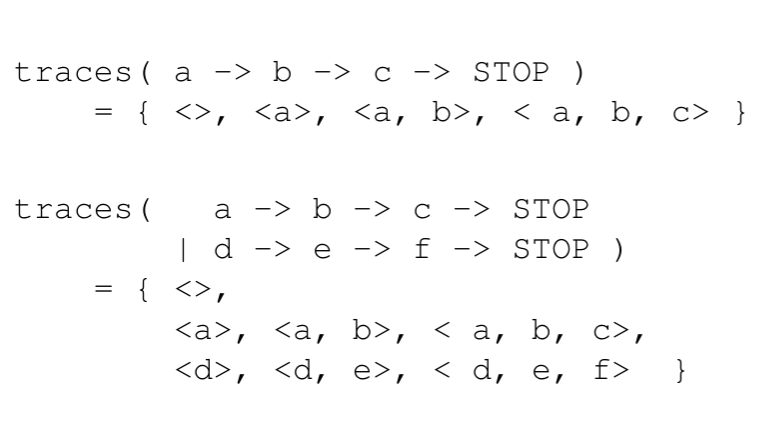 traces( a -> b -> c -> STOP )
= { <>, <a>, <a, b>, < a, b, c> }
traces( a -> b -> c -> STOP
| d -> e -> f -> STOP )
= { <>,
<a>, <a, b>, < a, b, c>,
<d>, <d, e>, < d, e, f> }